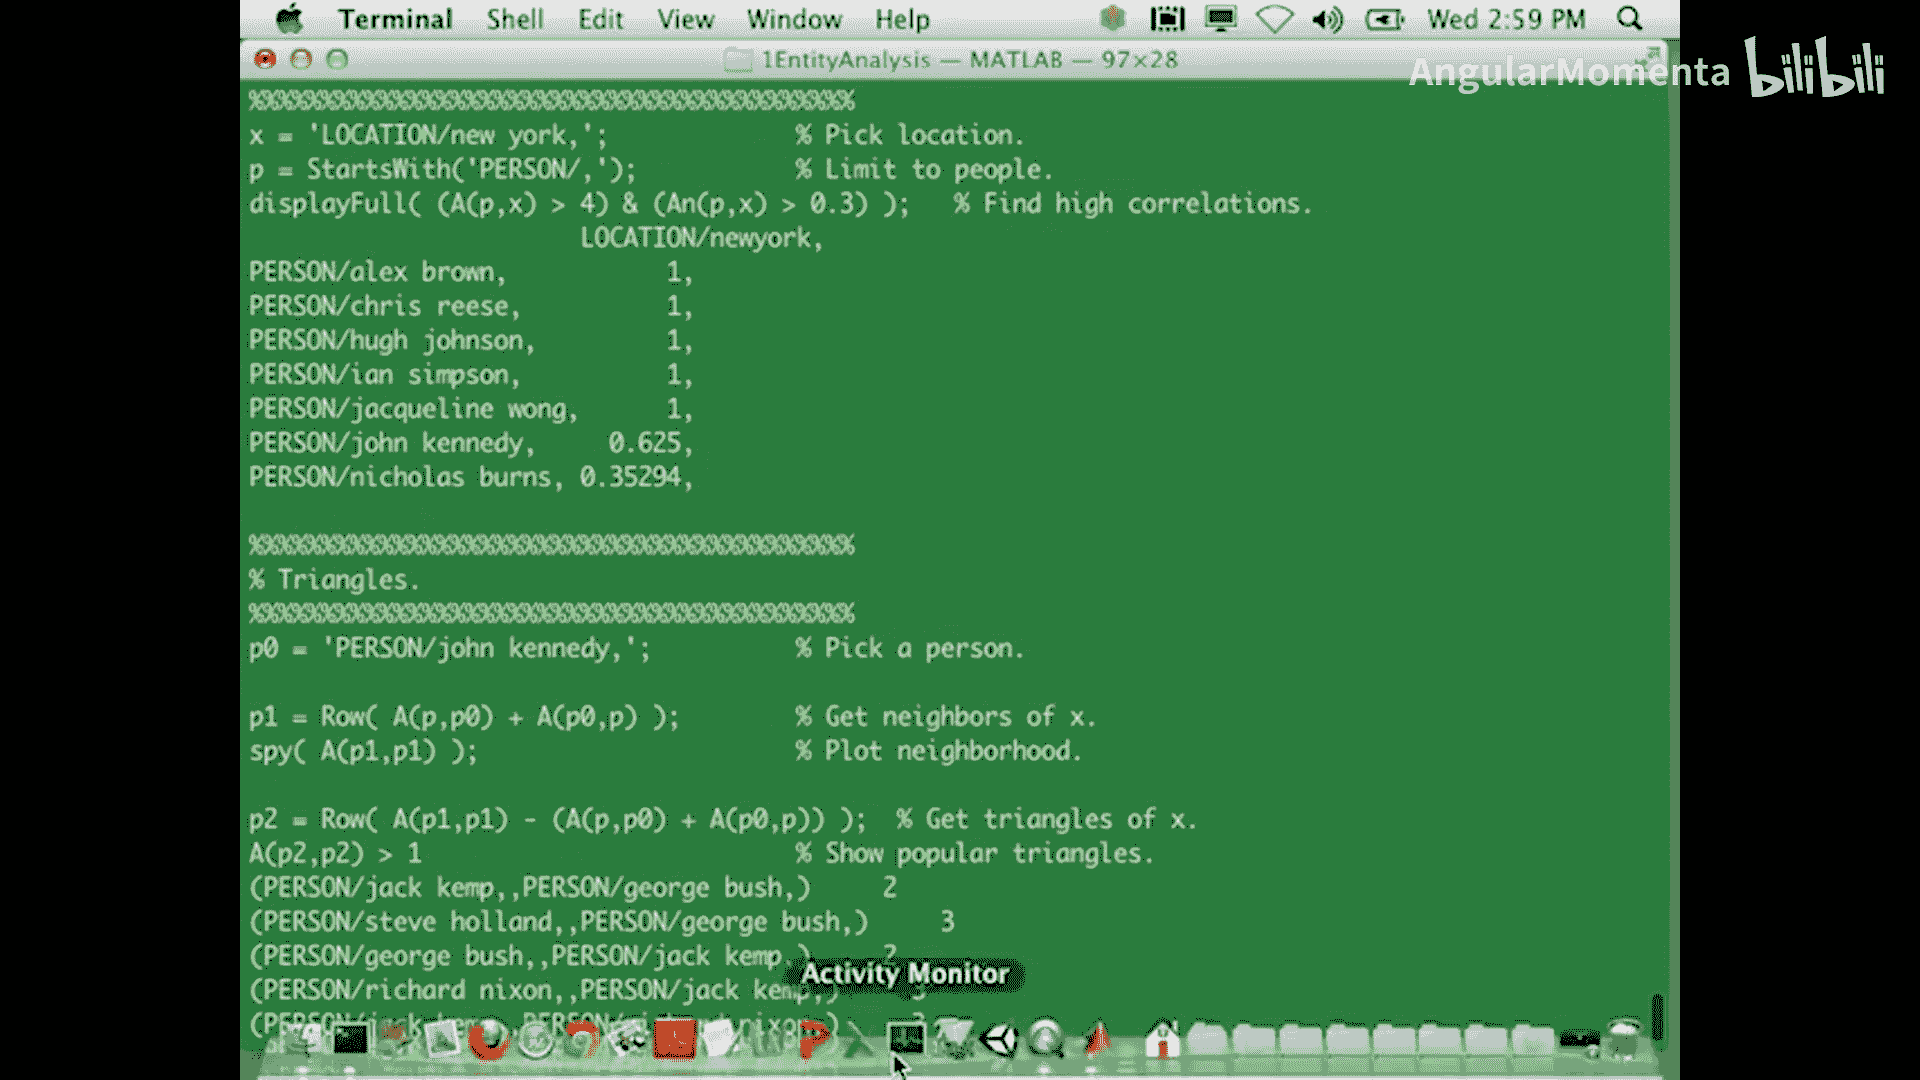 Terminal Shell Edit View Window Help Wed 2:59 PM
1EntityAnalysis — MATLAB — 97×28
AngularMomenta bilibili
%%%%%%%%%%%%%%%%%%%%%%%%%%%%%%%%%%%%%%%%%%
x = 'LOCATION/new york,'; % Pick location.
p = StartsWith('PERSON/,'); % Limit to people.
displayFull( (A(p,x) > 4) & (An(p,x) > 0.3) ); % Find high correlations.
LOCATION/newyork,
PERSON/alex brown, 1,
PERSON/chris reese, 1,
PERSON/hugh johnson, 1,
PERSON/ian simpson, 1,
PERSON/jacqueline wong, 1,
PERSON/john kennedy, 0.625,
PERSON/nicholas burns, 0.35294,
%%%%%%%%%%%%%%%%%%%%%%%%%%%%%%%%%%%%%%%%%%
% Triangles.
%%%%%%%%%%%%%%%%%%%%%%%%%%%%%%%%%%%%%%%%%%
p0 = 'PERSON/john kennedy,'; % Pick a person.
p1 = Row( A(p,p0) + A(p0,p) ); % Get neighbors of x.
spy( A(p1,p1) ); % Plot neighborhood.
p2 = Row( A(p1,p1) - (A(p,p0) + A(p0,p)) ); % Get triangles of x.
A(p2,p2) > 1 % Show popular triangles.
(PERSON/jack kemp,,PERSON/george bush,) 2
(PERSON/steve holland,,PERSON/george bush,) 3
(PERSON/george bush,,PERSON/jack kemp,)
(PERSON/richard nixon,,PERSON/jack kemp,)
Activity Monitor